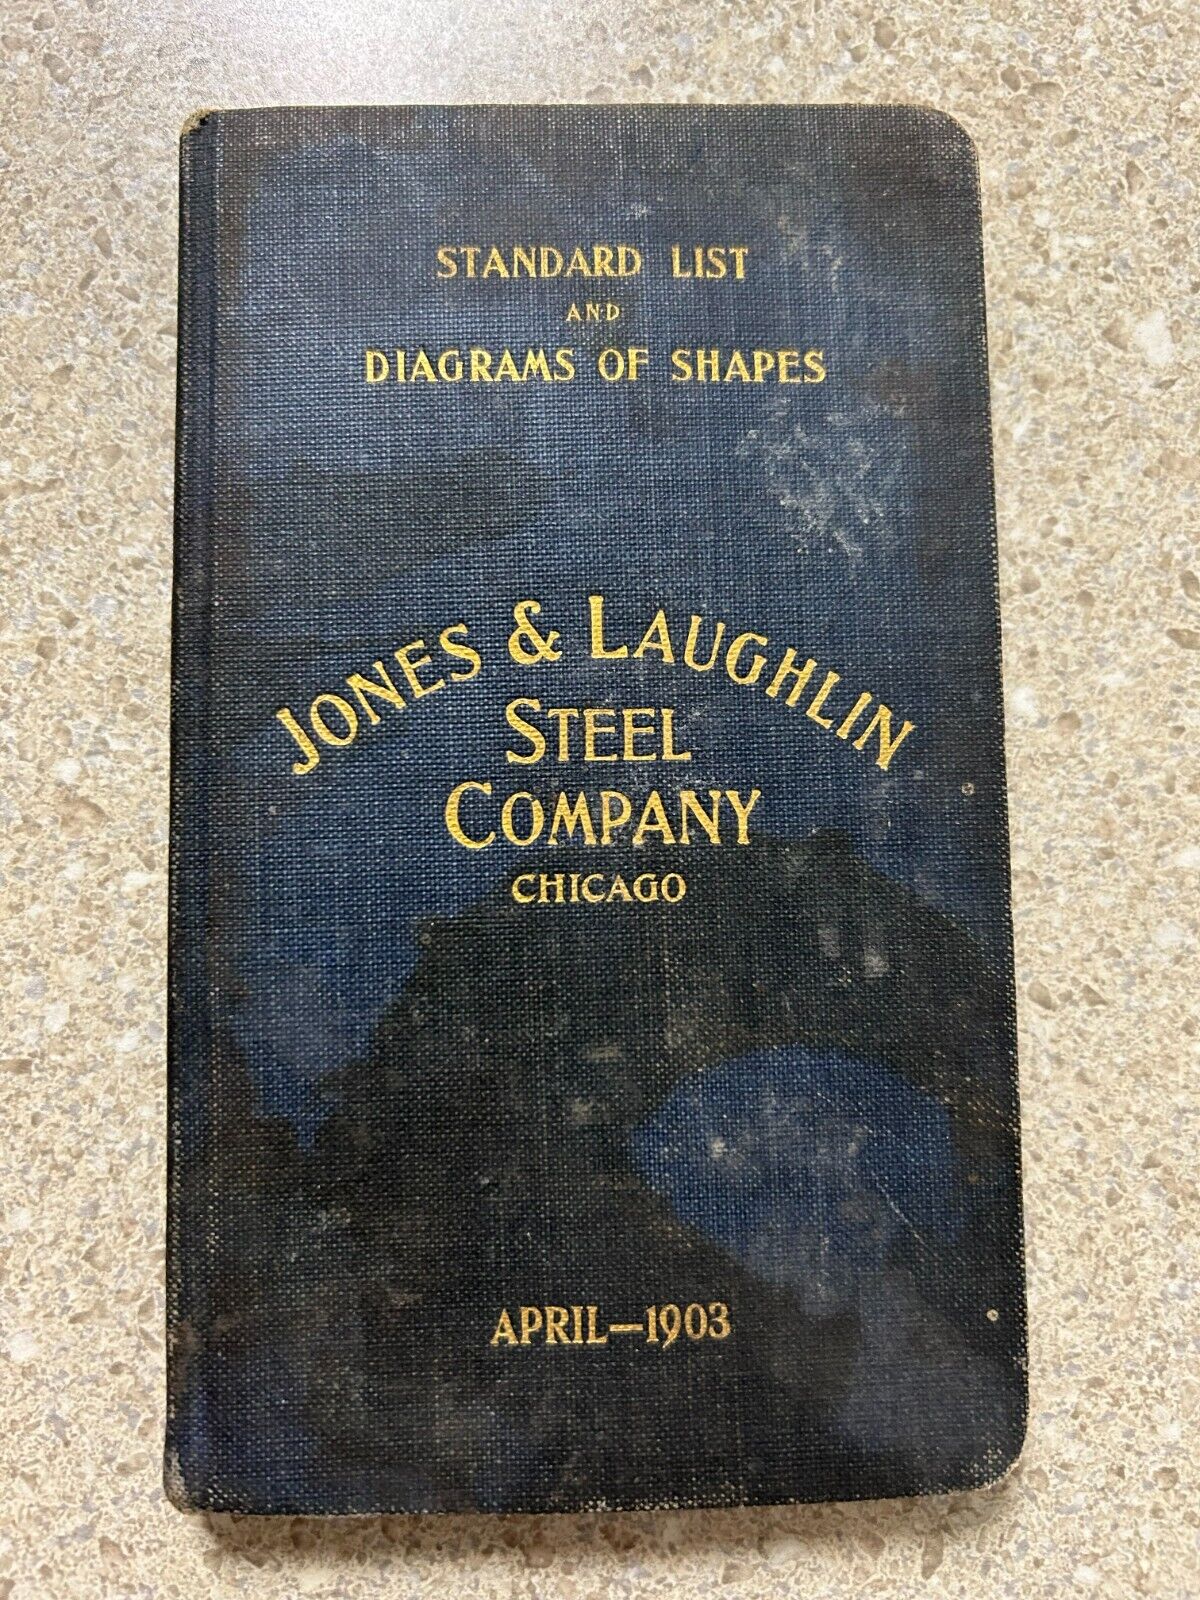 STANDARD LIST
AND
DIAGRAMS OF SHAPES
JONES & LAUGHLIN
STEEL
COMPANY
CHICAGO
APRIL—1903